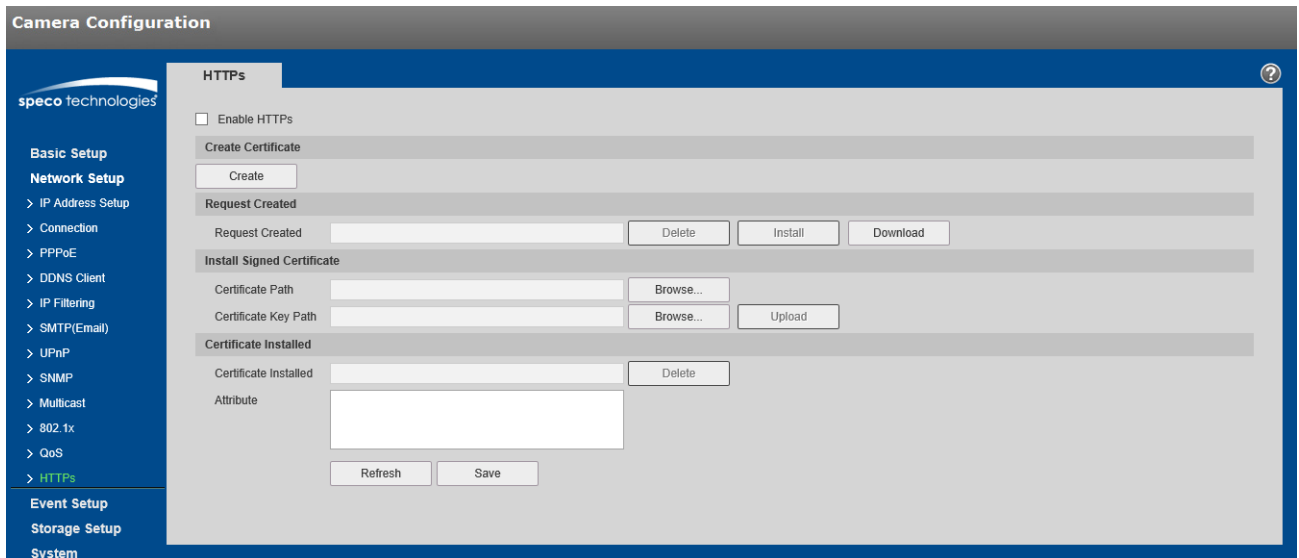 Camera Configuration
speco technologies
HTTPs
?
Enable HTTPs
Create Certificate
Create
Request Created
Request Created Delete Install Download
Install Signed Certificate
Certificate Path Browse...
Certificate Key Path Browse... Upload
Certificate Installed
Certificate Installed Delete
Attribute
Refresh Save
Basic Setup
Network Setup
> IP Address Setup
> Connection
> PPPoE
> DDNS Client
> IP Filtering
> SMTP(Email)
> UPnP
> SNMP
> Multicast
> 802.1x
> QoS
> HTTPs
Event Setup
Storage Setup
System